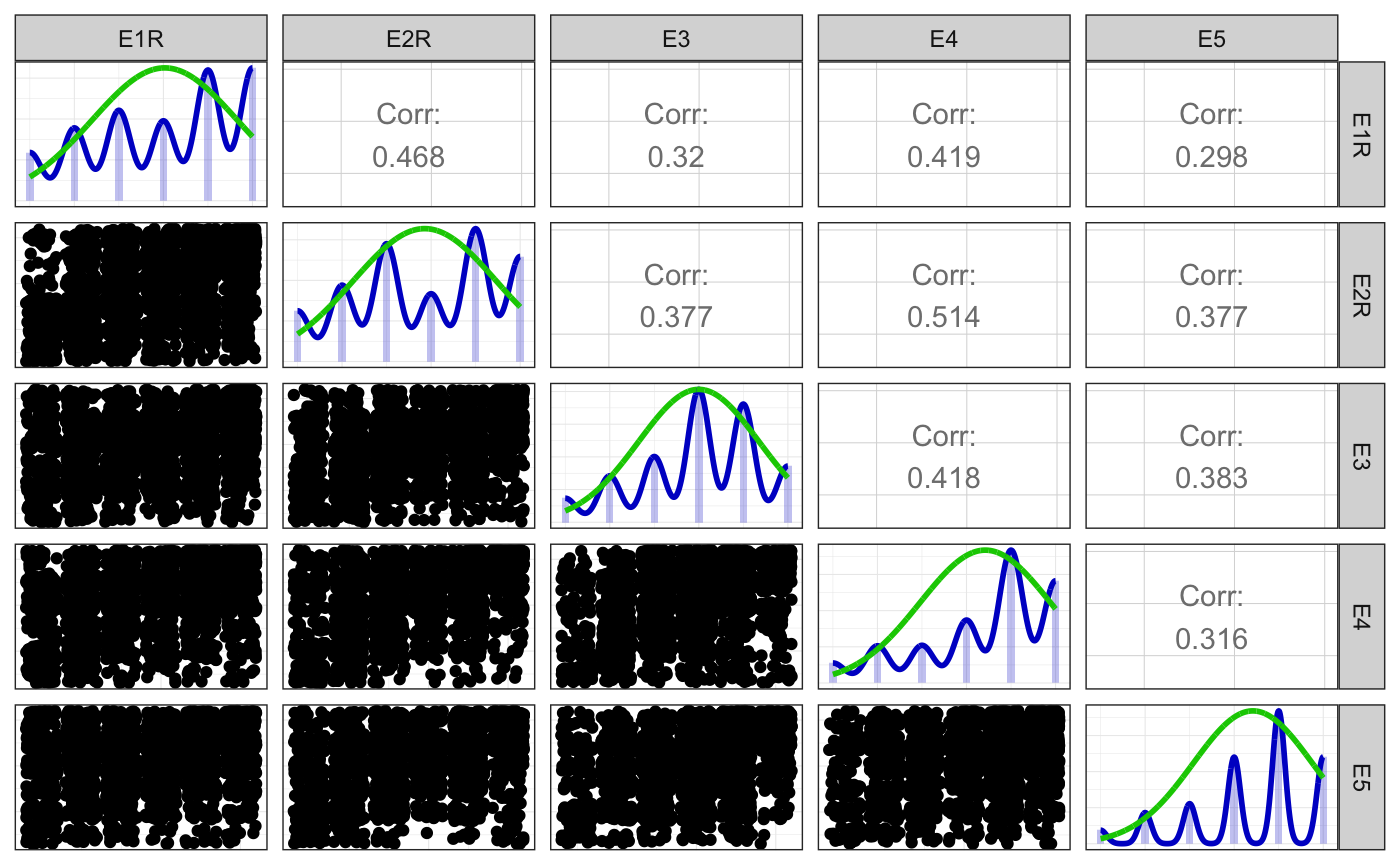 E1R E2R E3 E4 E5
Corr: Corr: Corr: Corr:
0.468 0.32 0.419 0.298
E1R
Corr: Corr: Corr:
0.377 0.514 0.377
E2R
Corr: Corr:
0.418 0.383
E3
Corr:
0.316
E4
E5